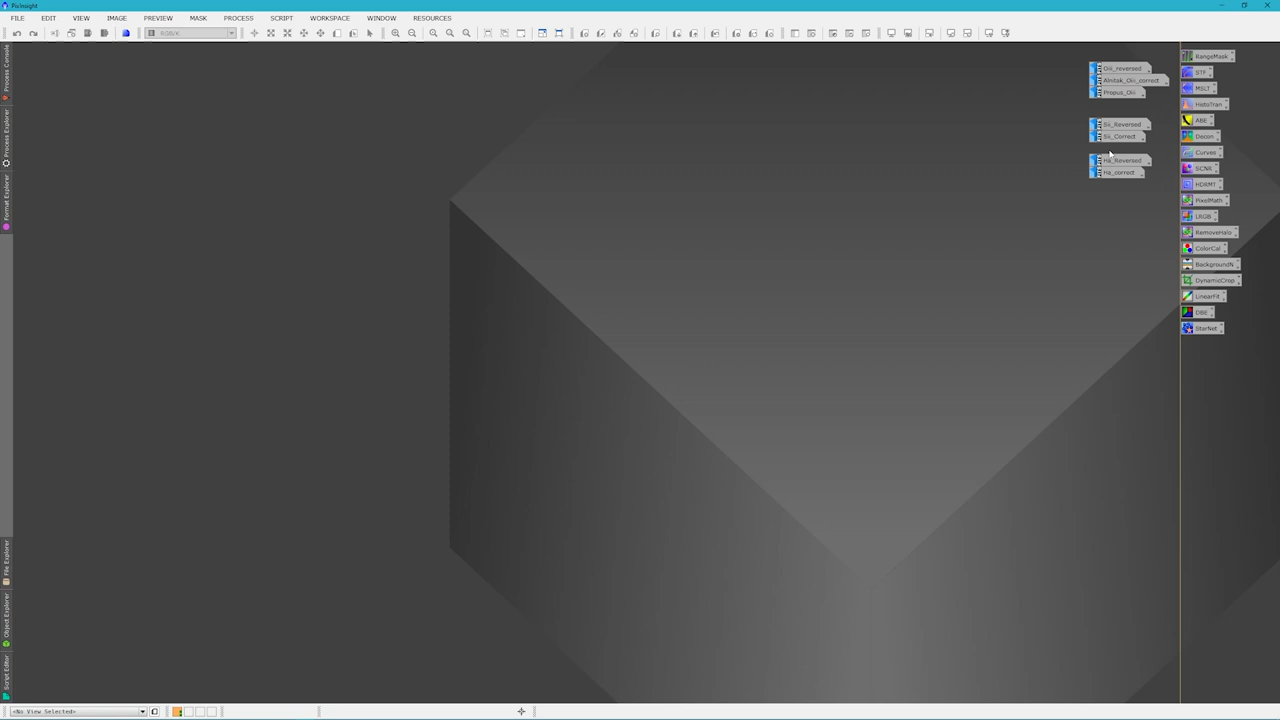 PixInsight
FILE EDIT VIEW IMAGE PREVIEW MASK PROCESS SCRIPT WORKSPACE WINDOW RESOURCES
RGB/K
Process Console
Process Explorer
Format Explorer
File Explorer
Object Explorer
Script Editor
Oiii_reversed
Alnitak_Oiii_correct
Propus_Oiii
Sii_Reversed
Sii_Correct
Ha_Reversed
Ha_correct
RangeMask
STF
MSLT
HistoTran
ABE
Decon
Curves
SCNR
HDRMT
PixelMath
LRGB
RemoveHalo
ColorCal
BackgroundN
DynamicCrop
LinearFit
DBE
StarNet
<No View Selected>